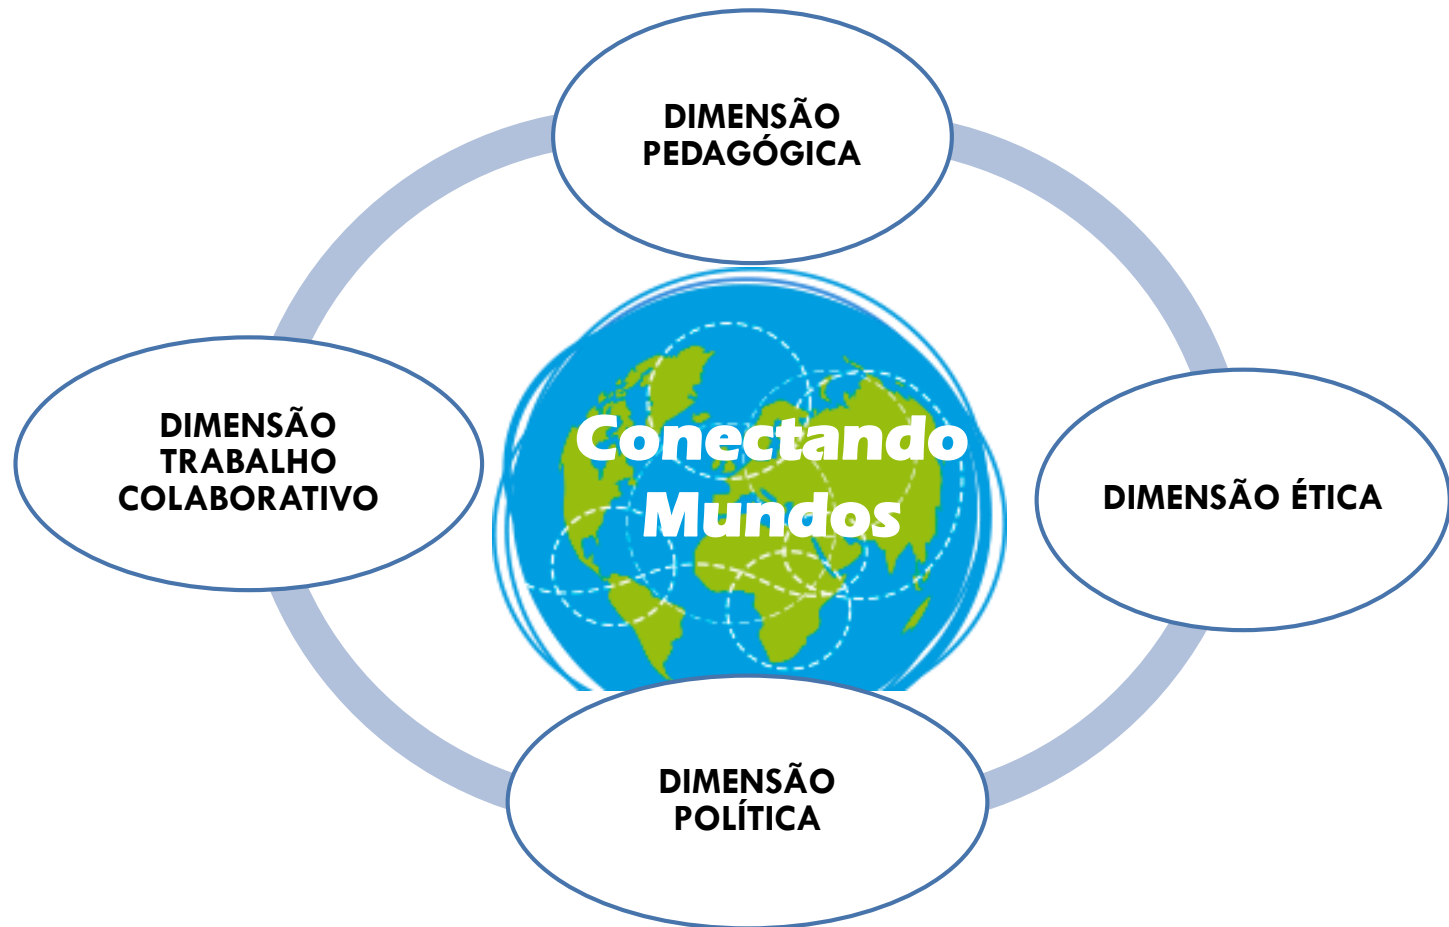 DIMENSÃO
PEDAGÓGICA
Conectando
Mundos
DIMENSÃO
TRABALHO
COLABORATIVO
DIMENSÃO ÉTICA
DIMENSÃO
POLÍTICA